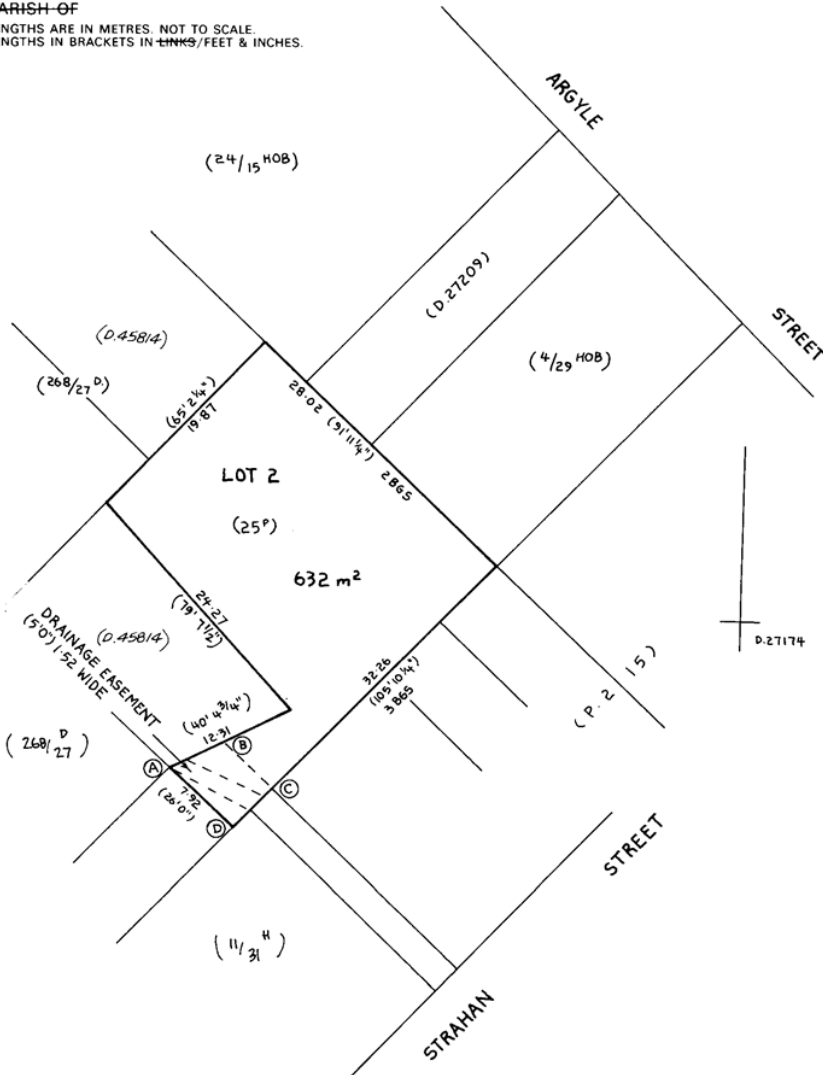 ARISH OF
NGTHS ARE IN METRES. NOT TO SCALE.
NGTHS IN BRACKETS IN LINKS/FEET & INCHES.
ARGYLE
(24/15 HOB)
(D.27209)
STREET
(D.45814)
(4/29 HOB)
(268/27 D.)
(65' 2¼")
19.87
28.02 (91' 11¼") 2865
LOT 2
(25P)
632 m²
24.27
(79' 7½")
DRAINAGE EASEMENT
(5'0") 1.52 WIDE
(D.45814)
32.26
(105' 10¼")
3865
D.27174
(P. 2 15)
(40' 4¾")
12.31
(268/27 D)
B
A
C
7.92
(26'0")
D
STREET
(11/31 H)
STRAHAN